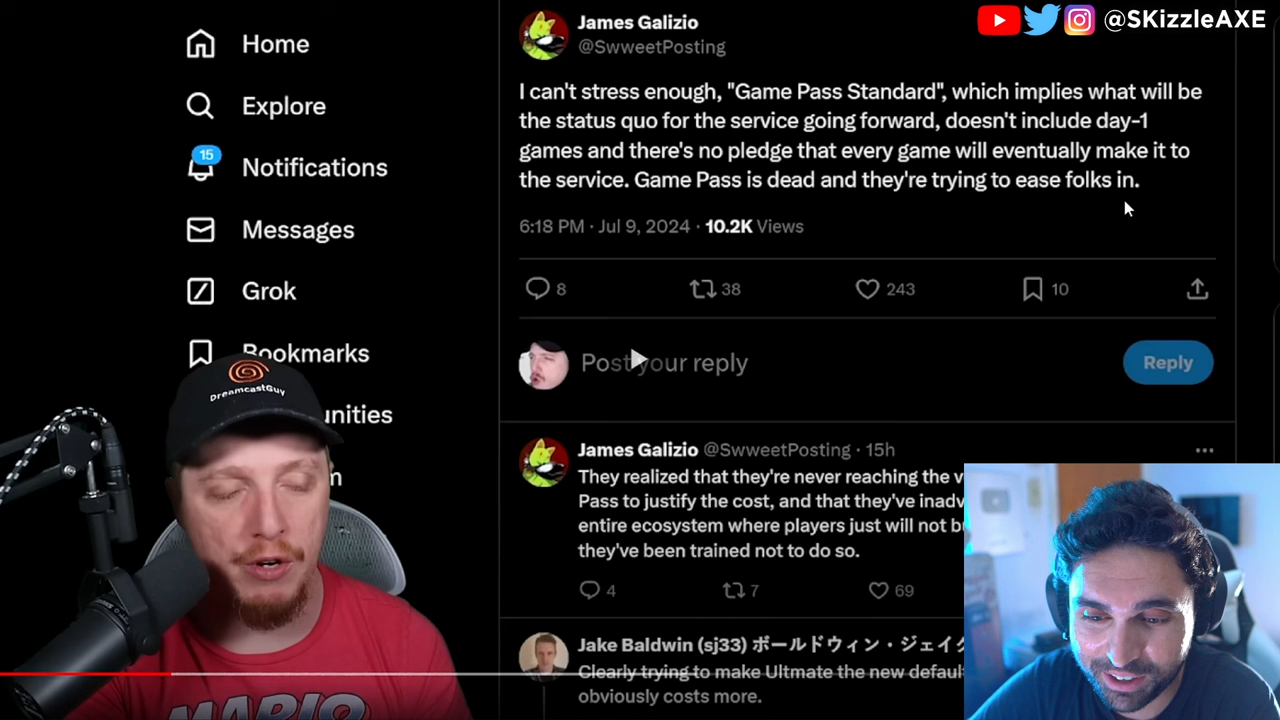 @SKizzleAXE
Home
Explore
15
Notifications
Messages
Grok
Bookmarks
unities
DreamcastGuy
MARIO
James Galizio
@SwweetPosting
I can't stress enough, "Game Pass Standard", which implies what will be
the status quo for the service going forward, doesn't include day-1
games and there's no pledge that every game will eventually make it to
the service. Game Pass is dead and they're trying to ease folks in.
6:18 PM · Jul 9, 2024 · 10.2K Views
8 38 243 10
Post your reply
Reply
James Galizio @SwweetPosting · 15h
They realized that they're never reaching the v
Pass to justify the cost, and that they've inadv
entire ecosystem where players just will not bu
they've been trained not to do so.
4 7 69
Jake Baldwin (sj33) ボールドウィン・ジェイク
Clearly trying to make Ultmate the new defaul
obviously costs more.